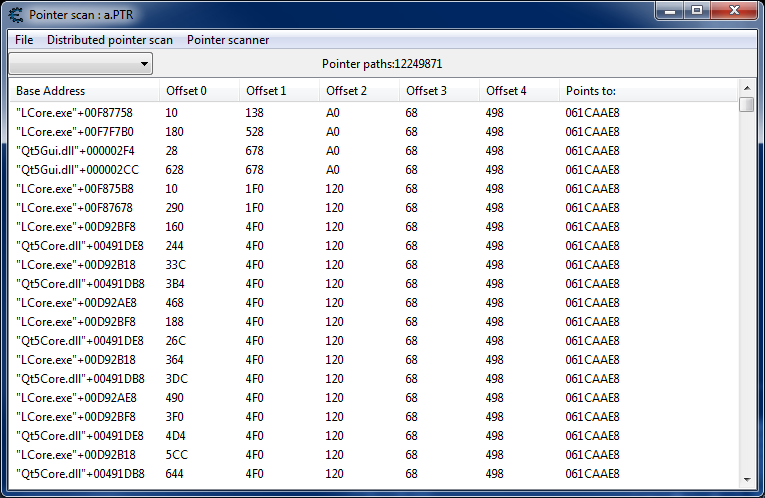 Pointer scan : a.PTR
File Distributed pointer scan Pointer scanner
Pointer paths:12249871
Base Address Offset 0 Offset 1 Offset 2 Offset 3 Offset 4 Points to:
"LCore.exe"+00F87758 10 138 A0 68 498 061CAAE8
"LCore.exe"+00F7F7B0 180 528 A0 68 498 061CAAE8
"Qt5Gui.dll"+000002F4 28 678 A0 68 498 061CAAE8
"Qt5Gui.dll"+000002CC 628 678 A0 68 498 061CAAE8
"LCore.exe"+00F875B8 10 1F0 120 68 498 061CAAE8
"LCore.exe"+00F87678 290 1F0 120 68 498 061CAAE8
"LCore.exe"+00D92BF8 160 4F0 120 68 498 061CAAE8
"Qt5Core.dll"+00491DE8 244 4F0 120 68 498 061CAAE8
"LCore.exe"+00D92B18 33C 4F0 120 68 498 061CAAE8
"Qt5Core.dll"+00491DB8 3B4 4F0 120 68 498 061CAAE8
"LCore.exe"+00D92AE8 468 4F0 120 68 498 061CAAE8
"LCore.exe"+00D92BF8 188 4F0 120 68 498 061CAAE8
"Qt5Core.dll"+00491DE8 26C 4F0 120 68 498 061CAAE8
"LCore.exe"+00D92B18 364 4F0 120 68 498 061CAAE8
"Qt5Core.dll"+00491DB8 3DC 4F0 120 68 498 061CAAE8
"LCore.exe"+00D92AE8 490 4F0 120 68 498 061CAAE8
"LCore.exe"+00D92BF8 3F0 4F0 120 68 498 061CAAE8
"Qt5Core.dll"+00491DE8 4D4 4F0 120 68 498 061CAAE8
"LCore.exe"+00D92B18 5CC 4F0 120 68 498 061CAAE8
"Qt5Core.dll"+00491DB8 644 4F0 120 68 498 061CAAE8